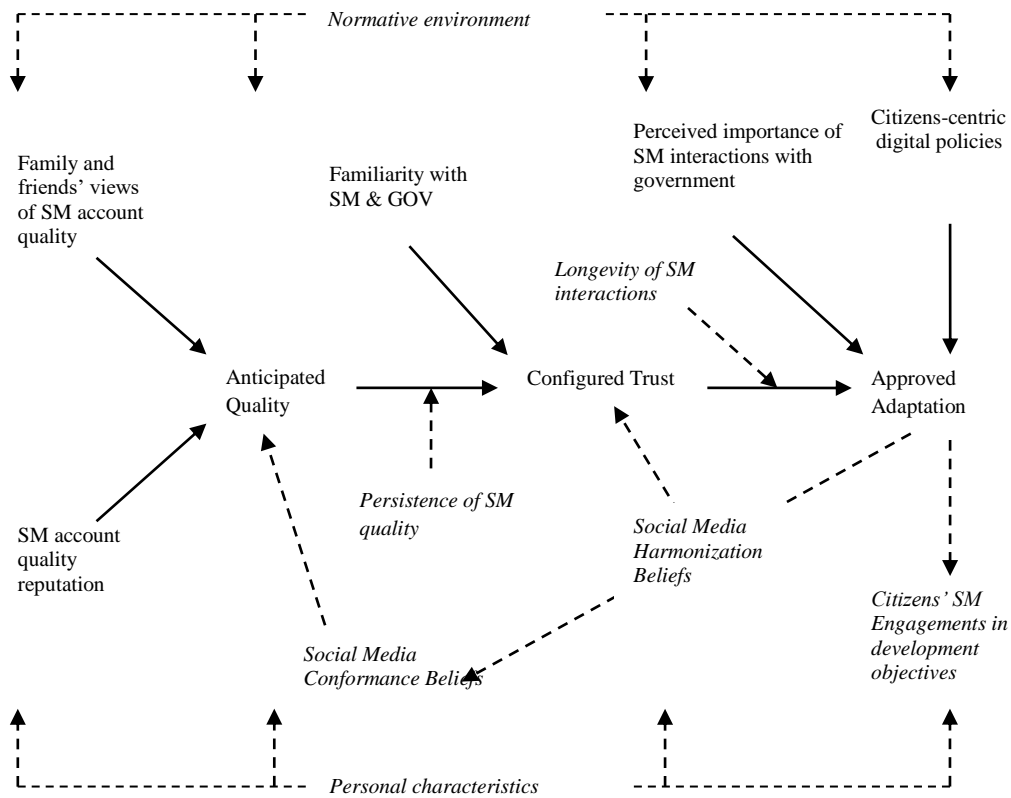 Normative environment
Citizens-centric
digital policies
Perceived importance of
SM interactions with
government
Family and
friends’ views
of SM account
quality
Familiarity with
SM & GOV
Longevity of SM
interactions
Anticipated
Quality
Configured Trust
Approved
Adaptation
Persistence of SM
quality
SM account
quality
reputation
Social Media
Harmonization
Beliefs
Citizens’ SM
Engagements in
development
objectives
Social Media
Conformance Beliefs
Personal characteristics